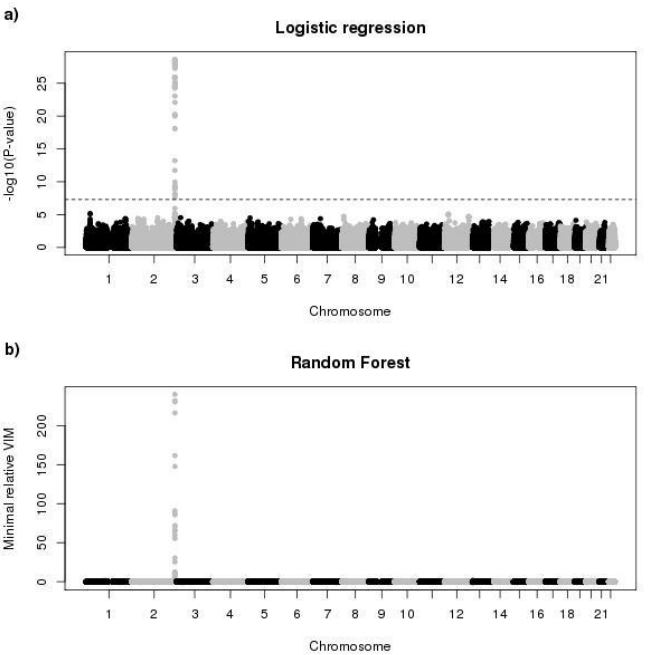 a)
Logistic regression
-log10(P-value)
0 5 10 15 20 25
1 2 3 4 5 6 7 8 9 10 12 14 16 18 21
Chromosome
b)
Random Forest
Minimal relative VIM
0 50 100 150 200
1 2 3 4 5 6 7 8 9 10 12 14 16 18 21
Chromosome